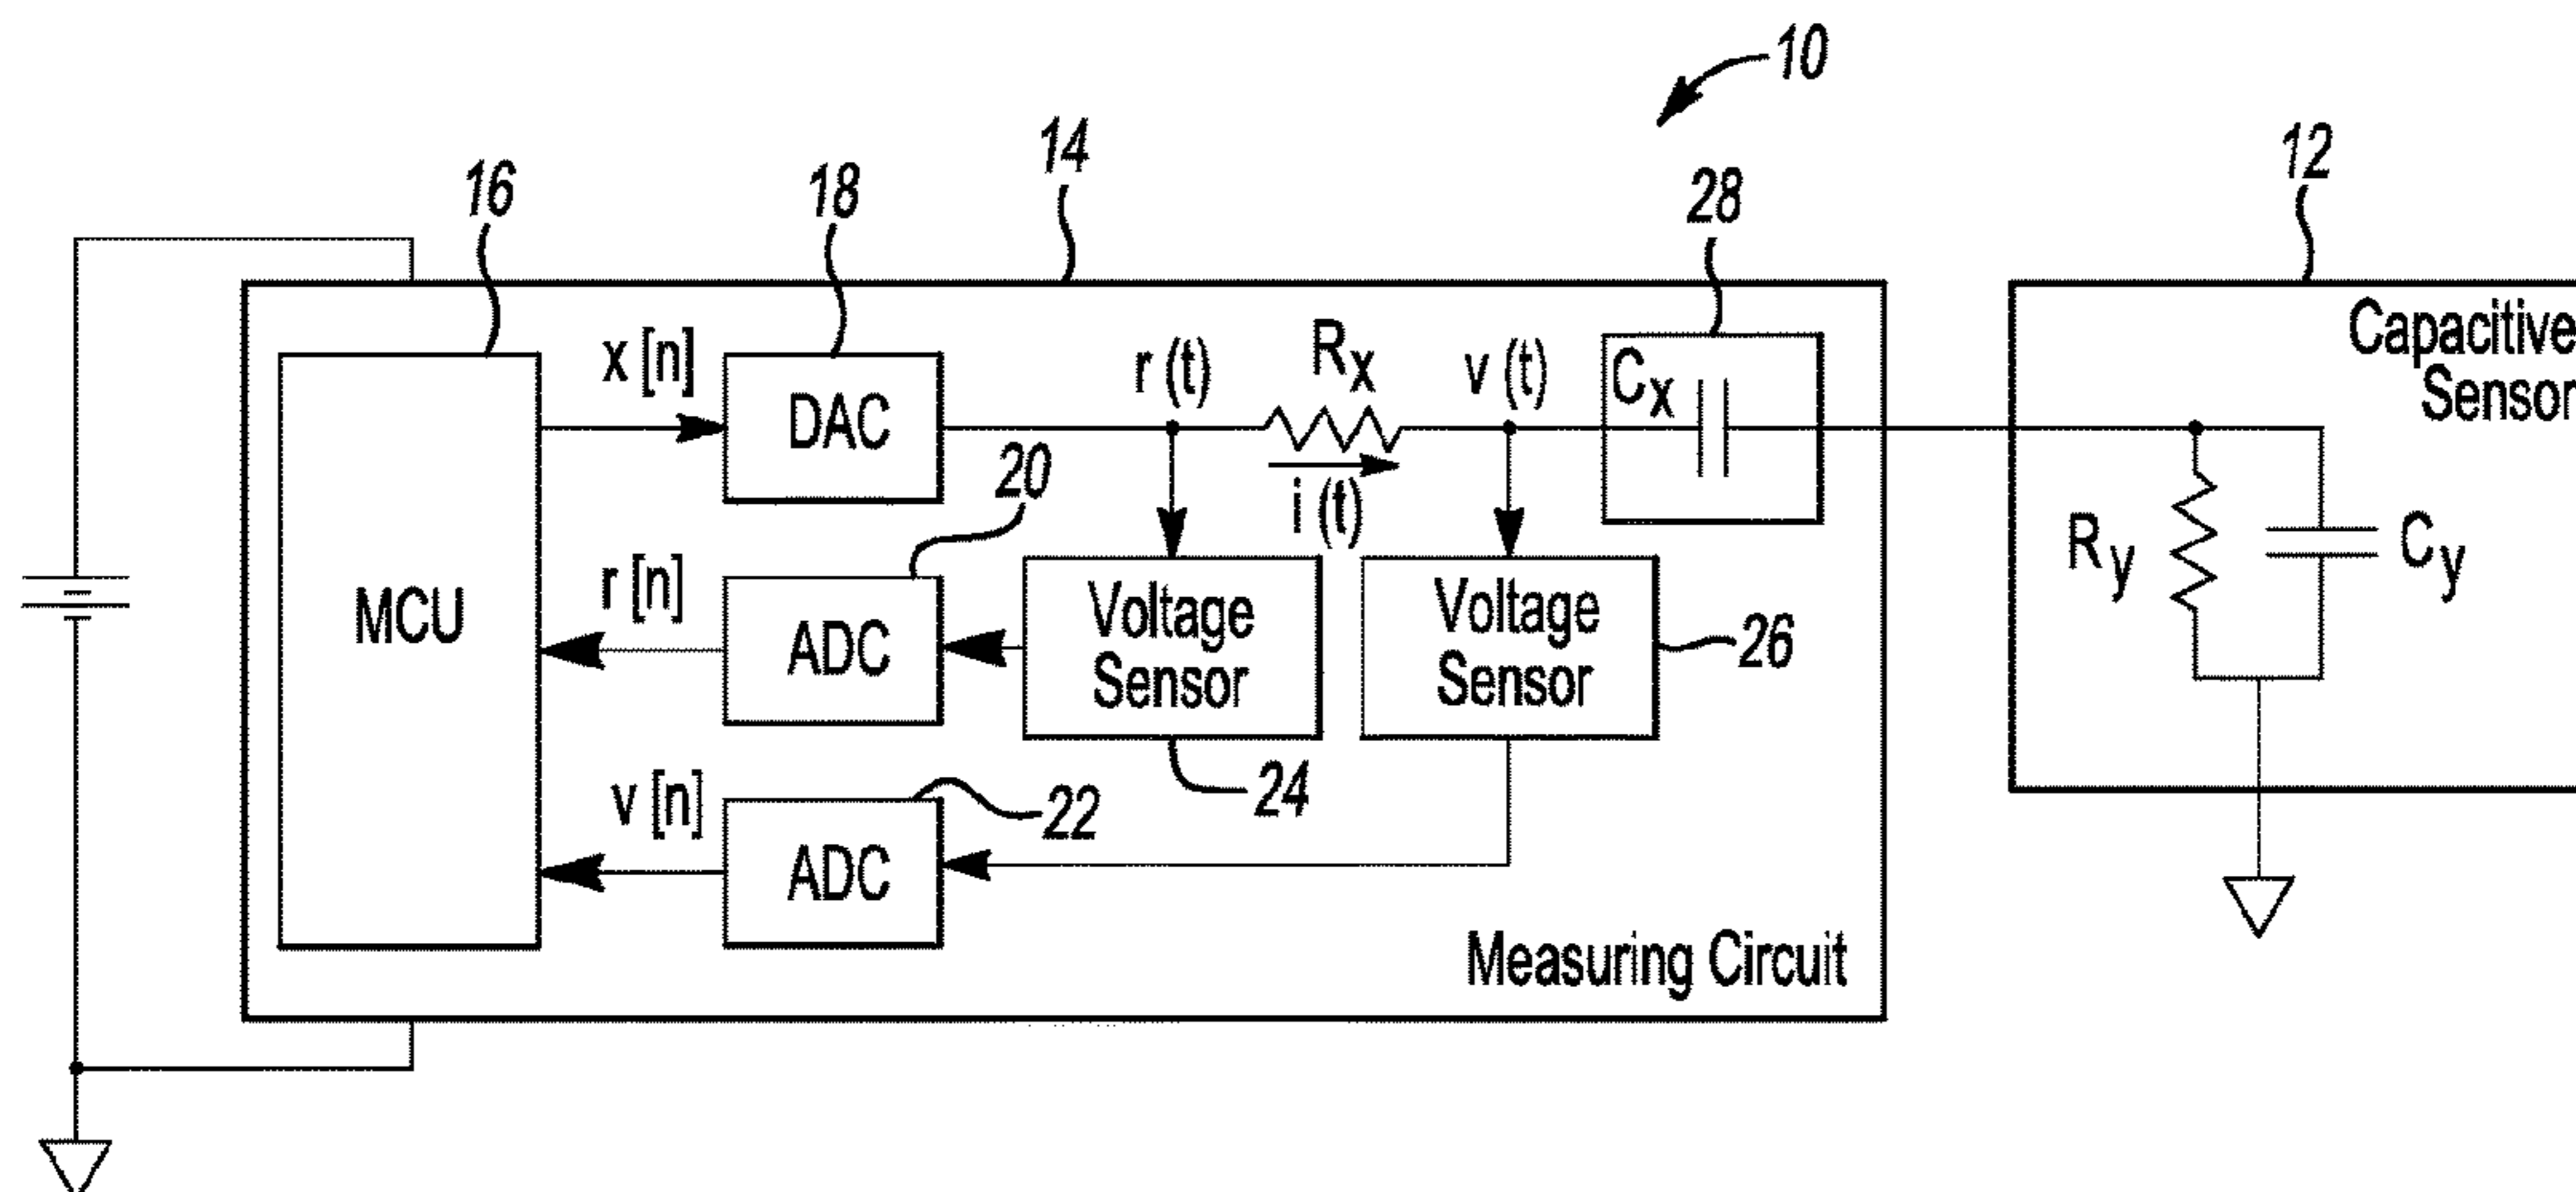 10
14
12
16
18
28
Capacitive
Sensor
x [n]
r (t)
Rx
v (t)
Cx
DAC
20
i (t)
Ry
Cy
r [n]
MCU
ADC
Voltage
Sensor
Voltage
Sensor
26
v [n]
22
24
ADC
Measuring Circuit